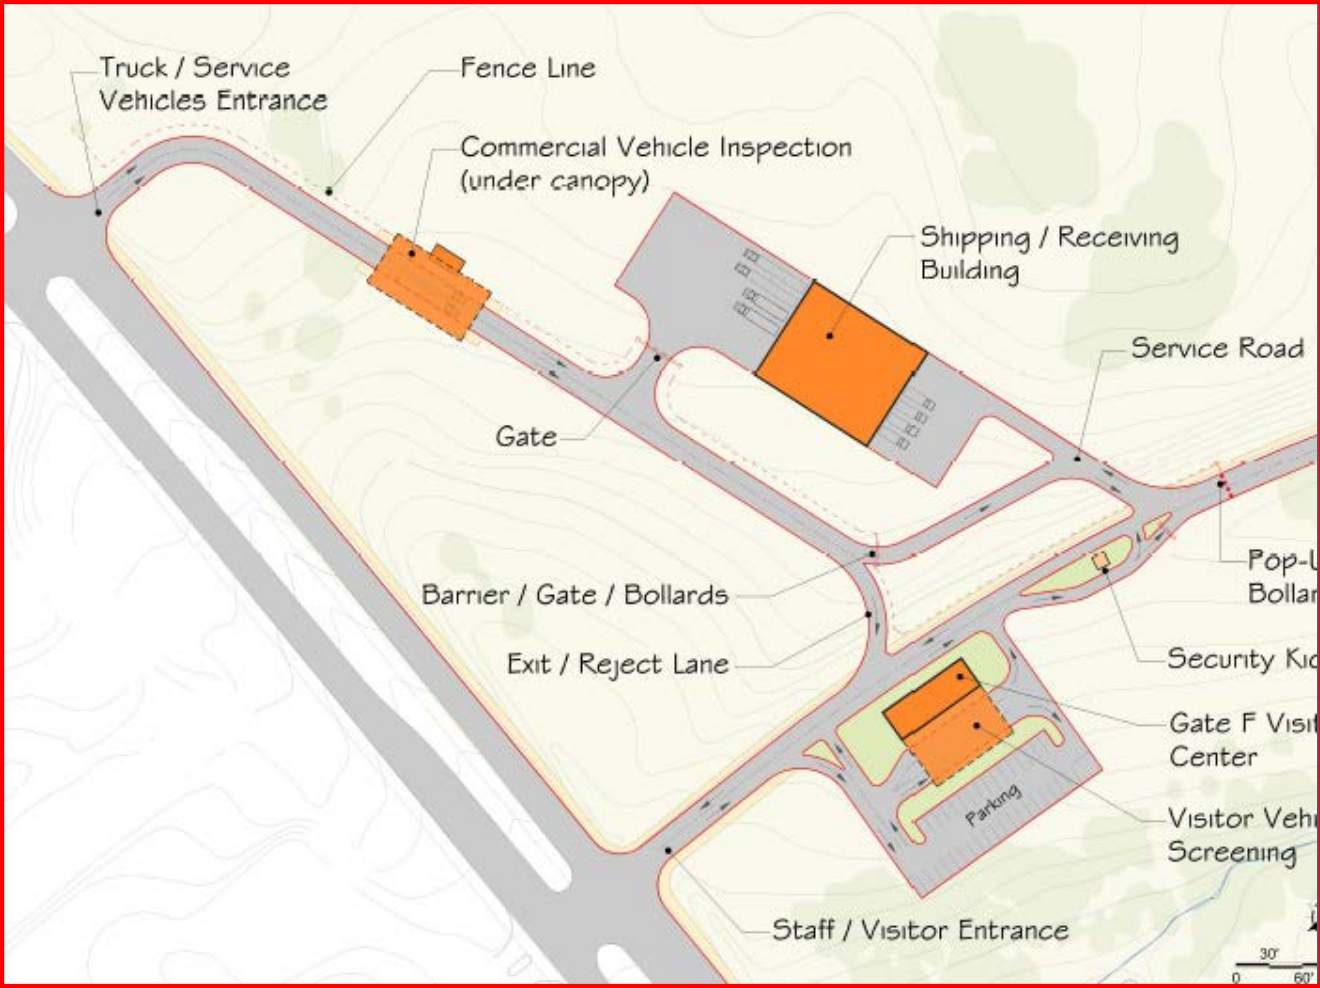 Truck / Service
Vehicles Entrance
Fence Line
Commercial Vehicle Inspection
(under canopy)
Shipping / Receiving
Building
Service Road
Gate
Barrier / Gate / Bollards
Exit / Reject Lane
Security
Gate F
Center
Visitor
Screening
Parking
Staff / Visitor Entrance
30'
0 60'